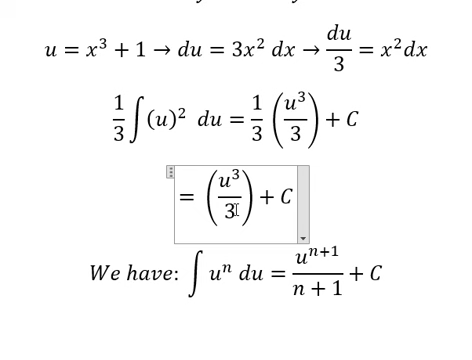 u = x³ + 1 → du = 3x² dx → du/3 = x²dx
1/3 ∫(u)² du = 1/3 (u³/3) + C
= (u³/3) + C
We have: ∫ uⁿ du = uⁿ⁺¹/n + 1 + C